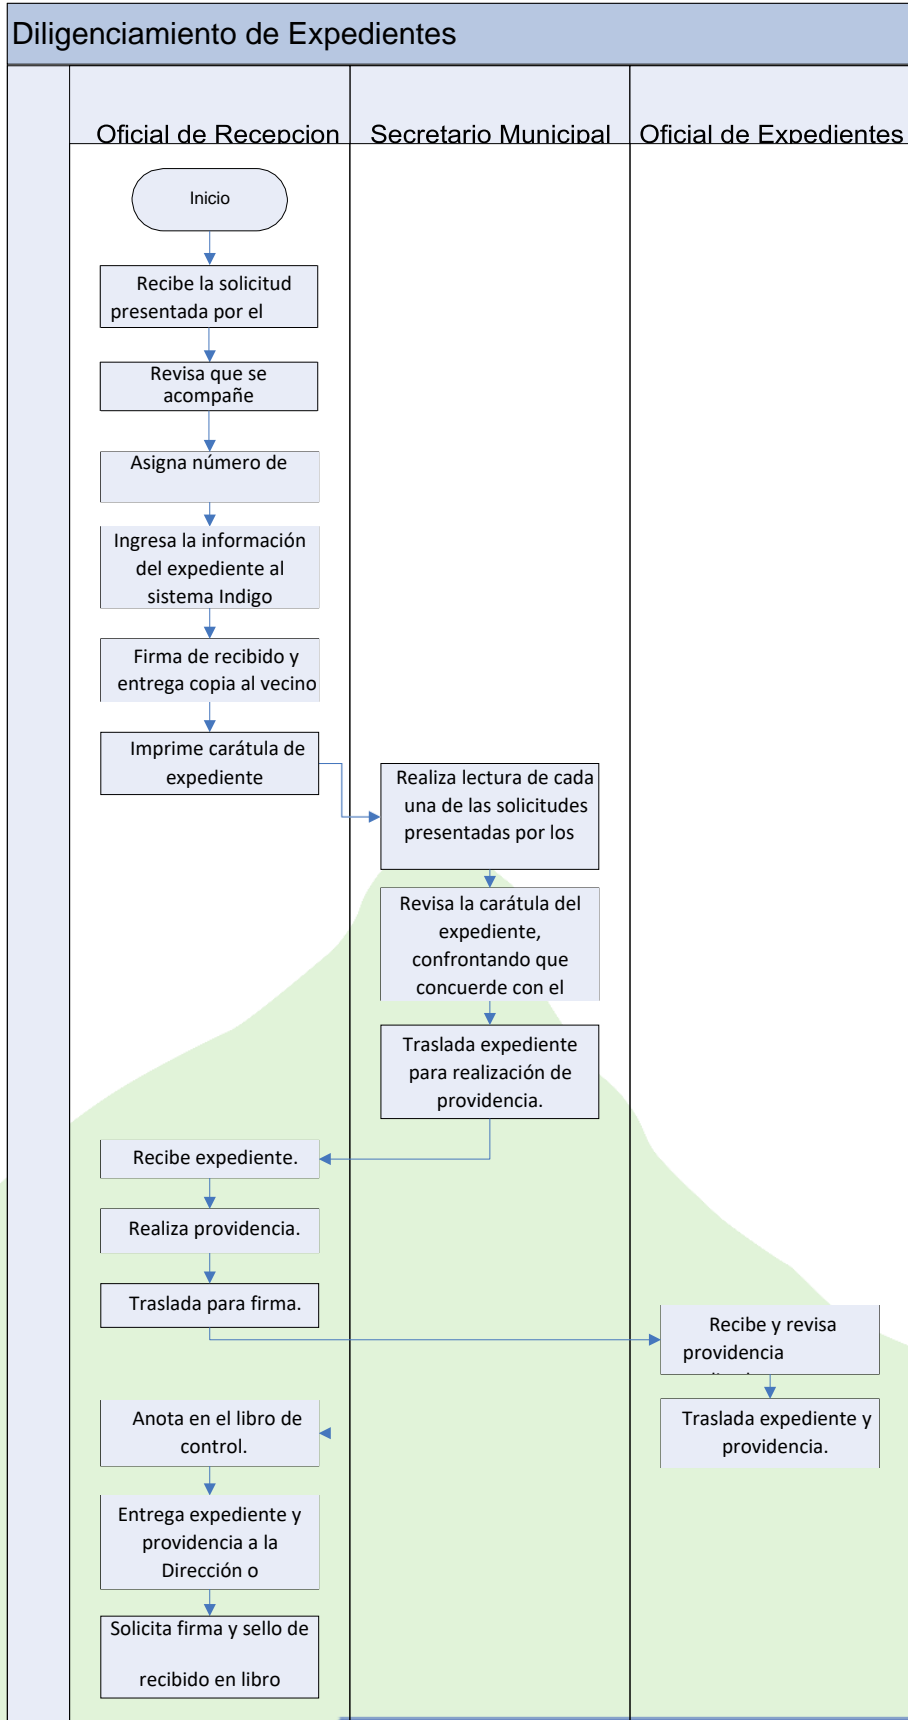 Diligenciamiento de Expedientes
Oficial de Recepcion
Secretario Municipal
Oficial de Expedientes
Inicio
Recibe la solicitud
presentada por el
Revisa que se
acompañe
Asigna número de
Ingresa la información
del expediente al
sistema Indigo
Firma de recibido y
entrega copia al vecino
Imprime carátula de
expediente
Realiza lectura de cada
una de las solicitudes
presentadas por los
Revisa la carátula del
expediente,
confrontando que
concuerde con el
Traslada expediente
para realización de
providencia.
Recibe expediente.
Realiza providencia.
Traslada para firma.
Recibe y revisa
providencia
Traslada expediente y
providencia.
Anota en el libro de
control.
Entrega expediente y
providencia a la
Dirección o
Solicita firma y sello de
recibido en libro